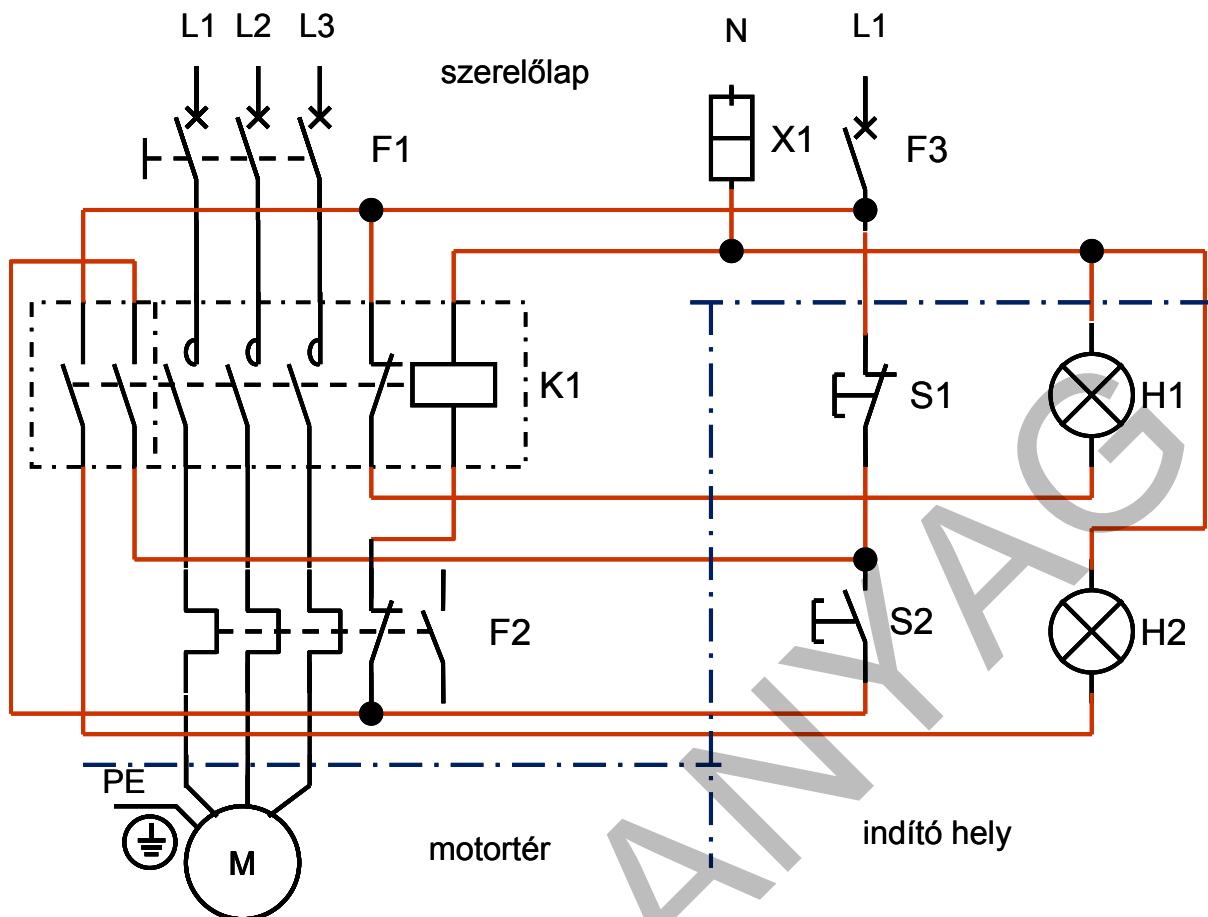 L1 L2 L3
N
L1
szerelőlap
F1
X1
F3
K1
S1
H1
F2
S2
H2
PE
M
motortér
indító hely
ANYAG